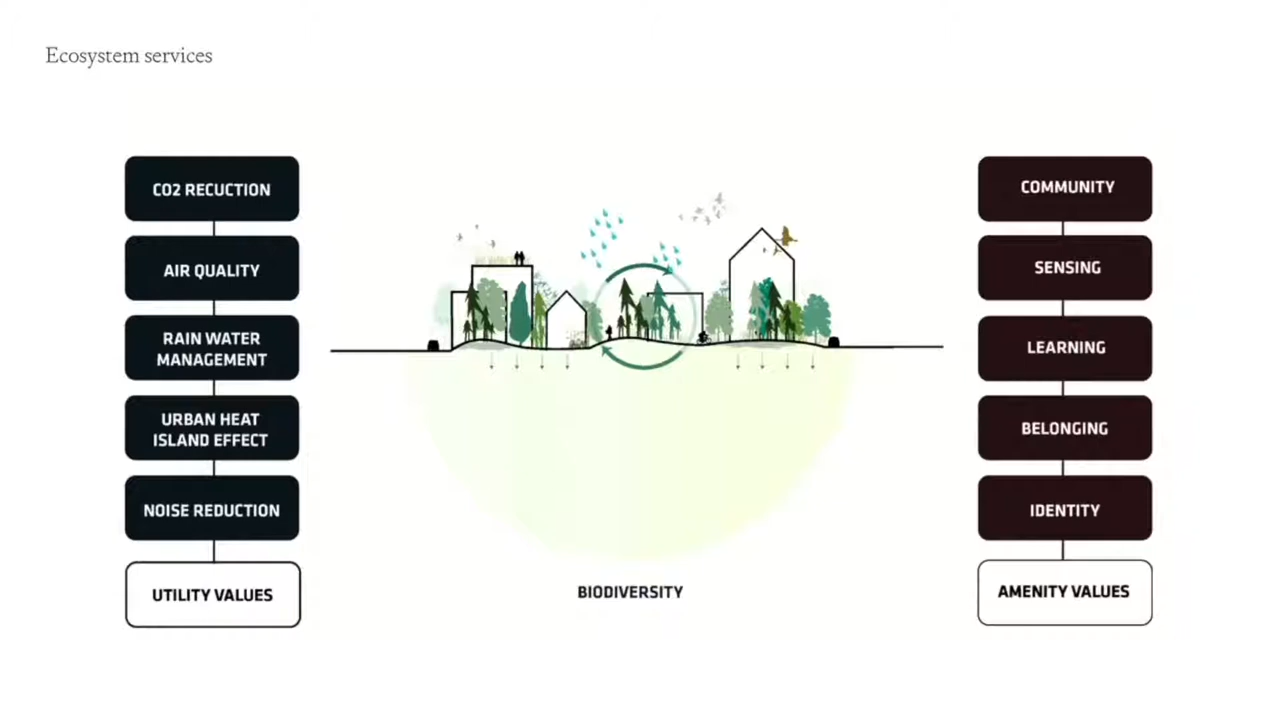 Ecosystem services
CO2 RECUCTION
AIR QUALITY
RAIN WATER
MANAGEMENT
URBAN HEAT
ISLAND EFFECT
NOISE REDUCTION
UTILITY VALUES
BIODIVERSITY
COMMUNITY
SENSING
LEARNING
BELONGING
IDENTITY
AMENITY VALUES